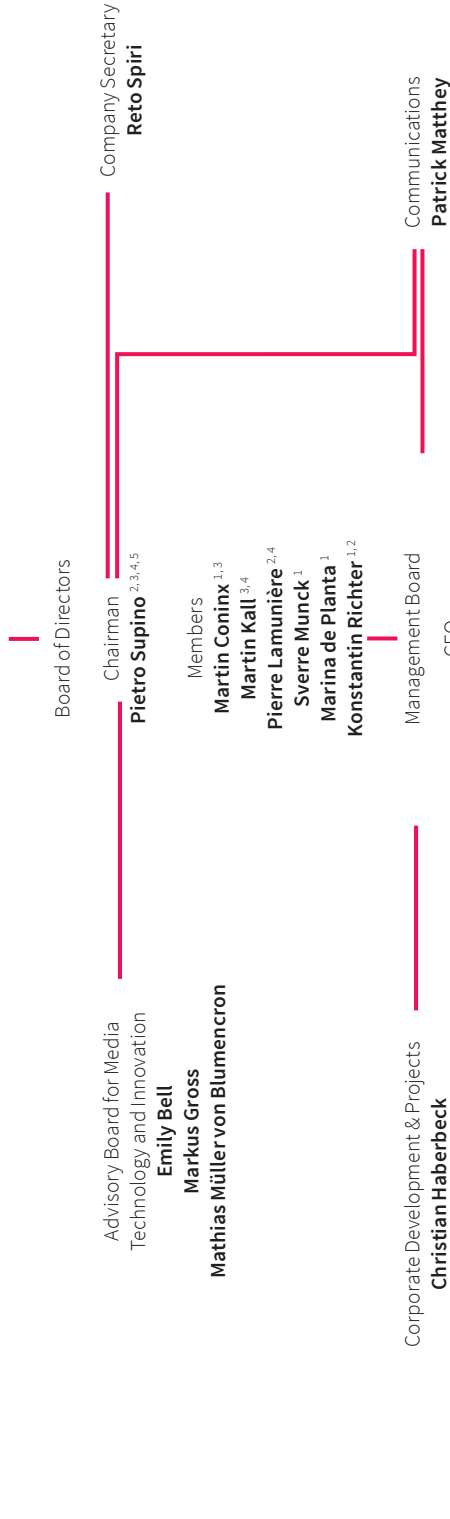 Board of Directors
Chairman
Pietro Supino 2, 3, 4, 5
Company Secretary
Reto Spiri
Advisory Board for Media
Technology and Innovation
Emily Bell
Markus Gross
Mathias Müller von Blumencron
Members
Martin Coninx 1, 3
Martin Kall 3, 4
Pierre Lamunière 2, 4
Sverre Munck 1
Marina de Planta 1
Konstantin Richter 1, 2
Corporate Development & Projects
Christian Haberbeck
Management Board
Communications
Patrick Matthey
CEO